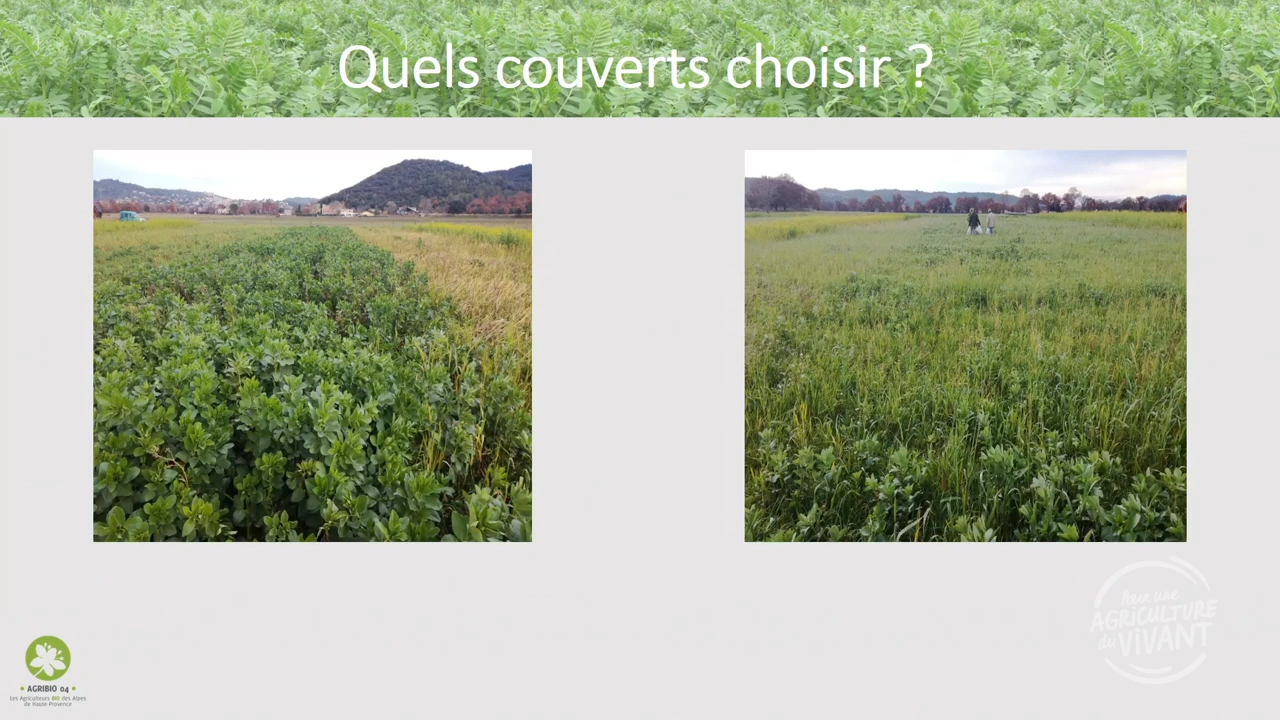 Quels couverts choisir ?
Pour une
AGRICULTURE
du VIVANT
• AGRIBIO 04 •
Les Agriculteurs BIO des Alpes
de Haute-Provence